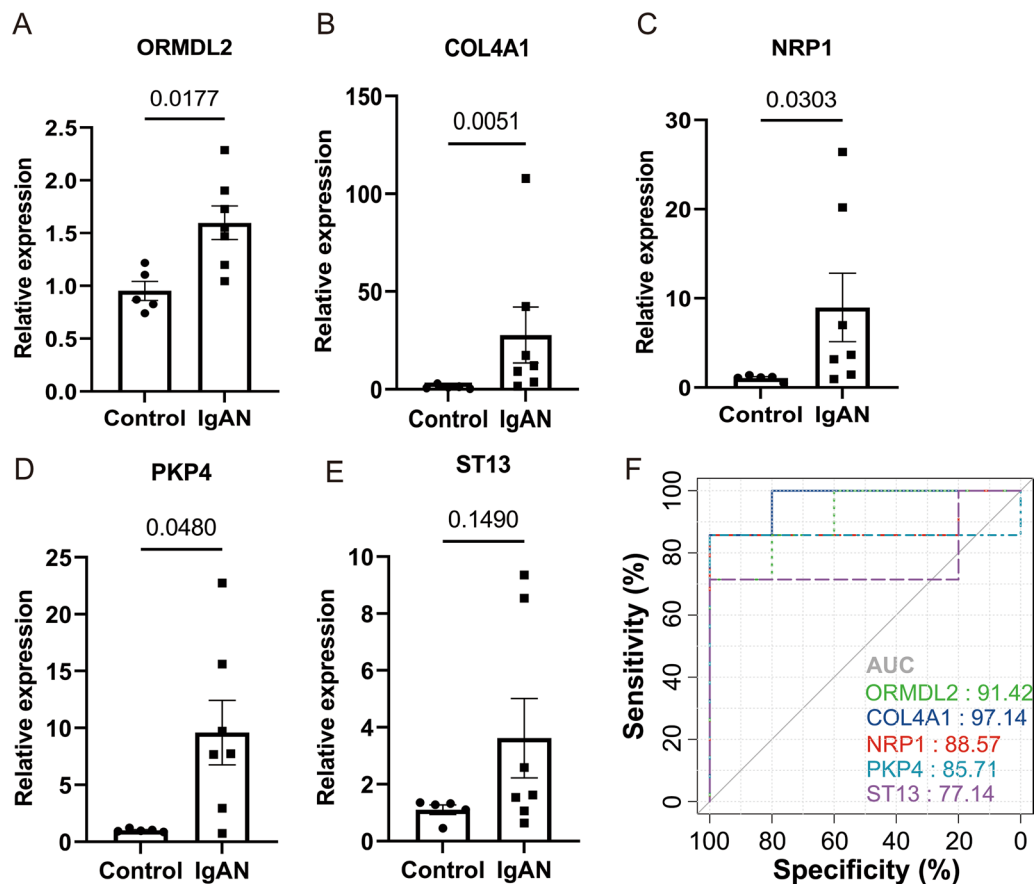 A
ORMDL2
0.0177
2.5
2.0
1.5
1.0
0.5
0.0
Relative expression
Control IgAN
B
COL4A1
0.0051
150
100
50
0
Relative expression
Control IgAN
C
NRP1
0.0303
30
20
10
0
Relative expression
Control IgAN
D
PKP4
0.0480
25
20
15
10
5
0
Relative expression
Control IgAN
E
ST13
0.1490
10
8
6
4
2
0
Relative expression
Control IgAN
F
100
80
60
40
20
0
Sensitivity (%)
AUC
ORMDL2 : 91.42
COL4A1 : 97.14
NRP1 : 88.57
PKP4 : 85.71
ST13 : 77.14
100 80 60 40 20 0
Specificity (%)